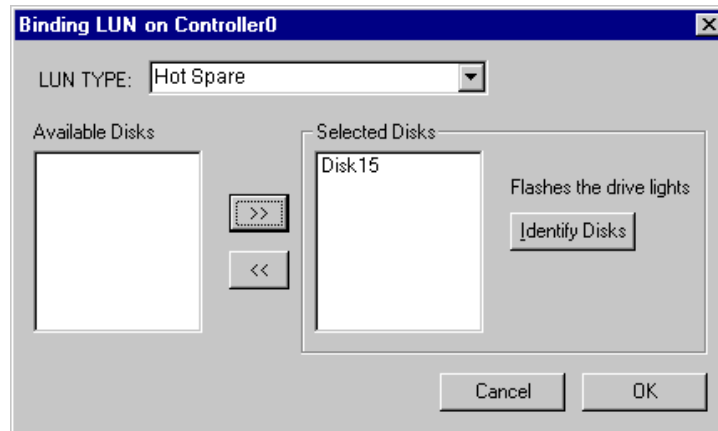 Binding LUN on Controller0
LUN TYPE: Hot Spare
Available Disks
Selected Disks
Disk15
Flashes the drive lights
>>
Identify Disks
<<
Cancel OK